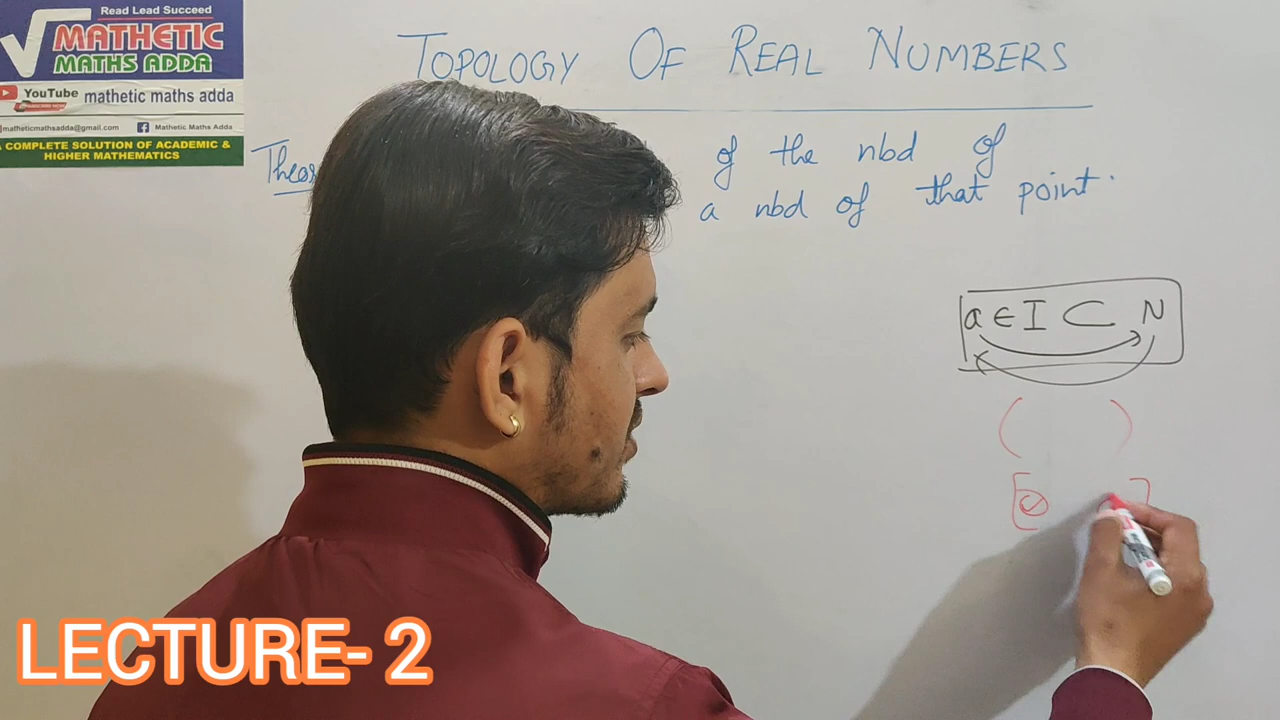 Read Lead Succeed
MATHETIC
MATHS ADDA
YouTube mathetic maths adda
matheticmathsadda@gmail.com Mathetic Maths Adda
A COMPLETE SOLUTION OF ACADEMIC &
HIGHER MATHEMATICS
TOPOLOGY OF REAL NUMBERS
of the nbd of
a nbd of that point.
a ∈ I ⊂ N
( )
[ ]
LECTURE- 2